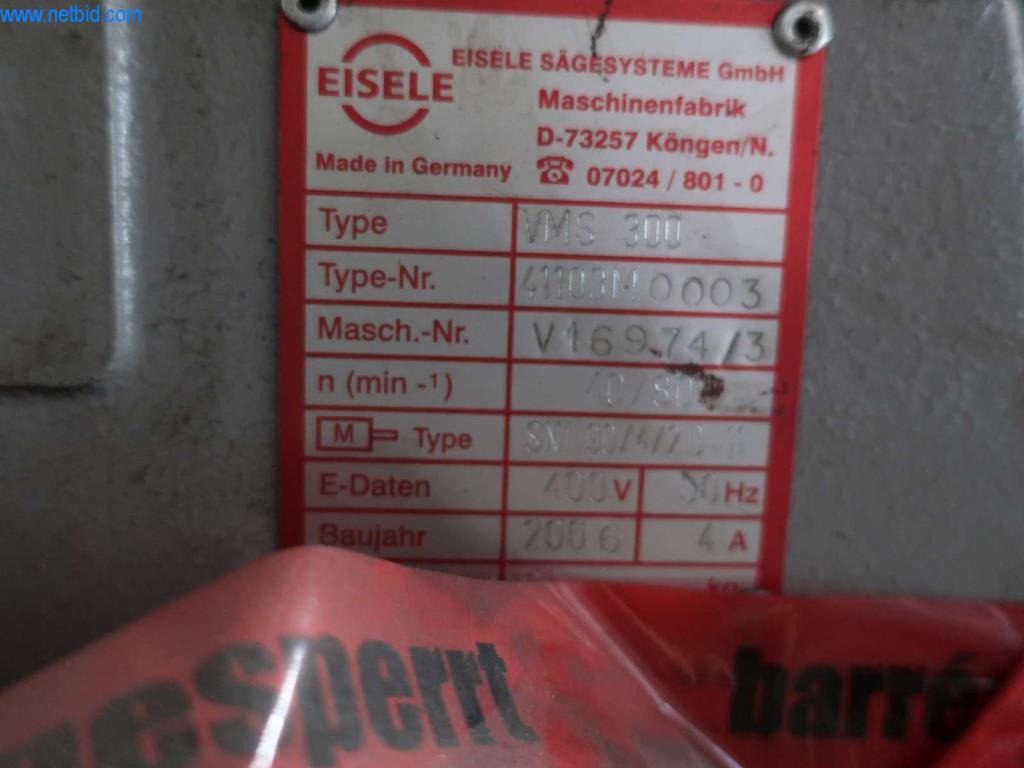 www.netbid.com
EISELE
EISELE SÄGESYSTEME GmbH
Maschinenfabrik
D-73257 Köngen/N.
Made in Germany ☎ 07024 / 801 - 0
Type VMS 300
Type-Nr. 41103M0003
Masch.-Nr. V16974/3
n (min -1)
M Type
E-Daten 400 V Hz
Baujahr 2006 4 A
kg
gesperrt barré